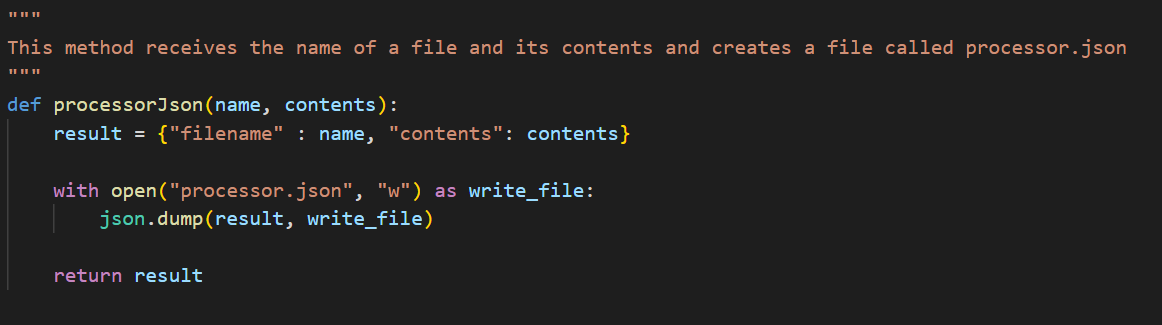 """
This method receives the name of a file and its contents and creates a file called processor.json
"""
def processorJson(name, contents):
    result = {"filename" : name, "contents": contents}

    with open("processor.json", "w") as write_file:
        json.dump(result, write_file)

    return result